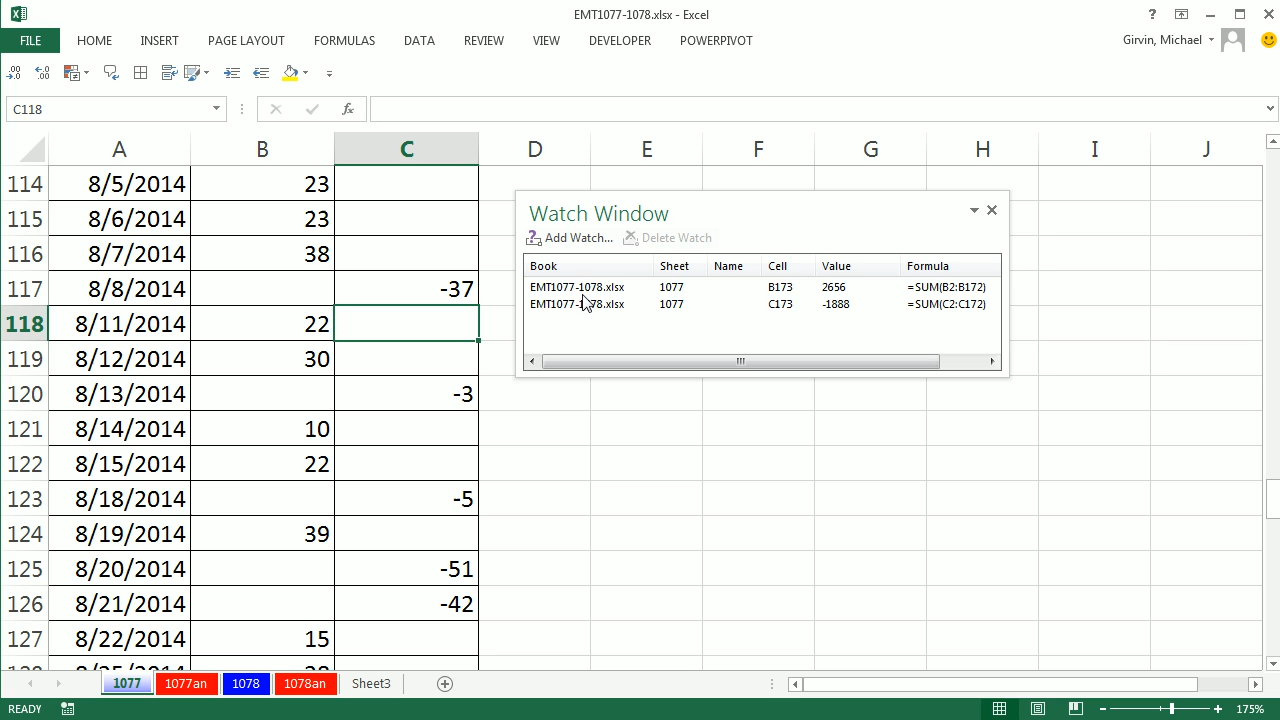 EMT1077-1078.xlsx - Excel
FILE HOME INSERT PAGE LAYOUT FORMULAS DATA REVIEW VIEW DEVELOPER POWERPIVOT Girvin, Michael
C118 fx
A B C D E F G H I J
114 8/5/2014 23
115 8/6/2014 23
116 8/7/2014 38
117 8/8/2014 -37
118 8/11/2014 22
119 8/12/2014 30
120 8/13/2014 -3
121 8/14/2014 10
122 8/15/2014 22
123 8/18/2014 -5
124 8/19/2014 39
125 8/20/2014 -51
126 8/21/2014 -42
127 8/22/2014 15
Watch Window
Add Watch... Delete Watch
Book Sheet Name Cell Value Formula
EMT1077-1078.xlsx 1077 B173 2656 =SUM(B2:B172)
EMT1077-1078.xlsx 1077 C173 -1888 =SUM(C2:C172)
1077 1077an 1078 1078an Sheet3
READY 175%